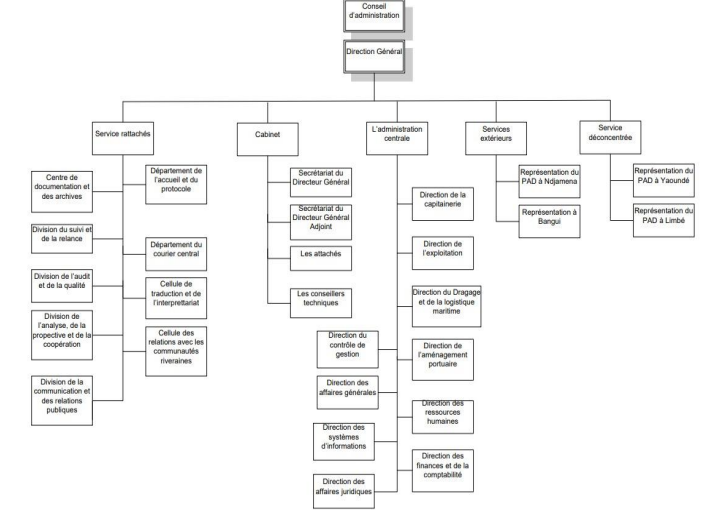 Conseil
d'administration
Direction Général
Service rattachés
Cabinet
L'administration
centrale
Services
extérieurs
Service
déconcentrée
Centre de
documentation et
des archives
Division du suivi et
de la relance
Division de l'audit
et de la qualité
Division de
l'analyse, de la
propective et de la
coopération
Division de la
communication et
des relations
publiques
Département de
l'accueil et du
protocole
Département du
courier central
Cellule de
traduction et de
l'interprettariat
Cellule des
relations avec les
communautés
riveraines
Secrétariat du
Directeur Général
Secrétariat du
Directeur Général
Adjoint
Les attachés
Les conseillers
techniques
Direction du
contrôle de
gestion
Direction des
affaires générales
Direction des
systèmes
d'informations
Direction des
affaires juridiques
Direction de la
capitainerie
Direction de
l'exploitation
Direction du Dragage
et de la logistique
maritime
Direction de
l'aménagement
portuaire
Direction des
ressources
humaines
Direction des
finances et de la
comptabilité
Représentation du
PAD à Ndjamena
Représentation à
Bangui
Représentation du
PAD à Yaoundé
Représentation du
PAD à Limbé